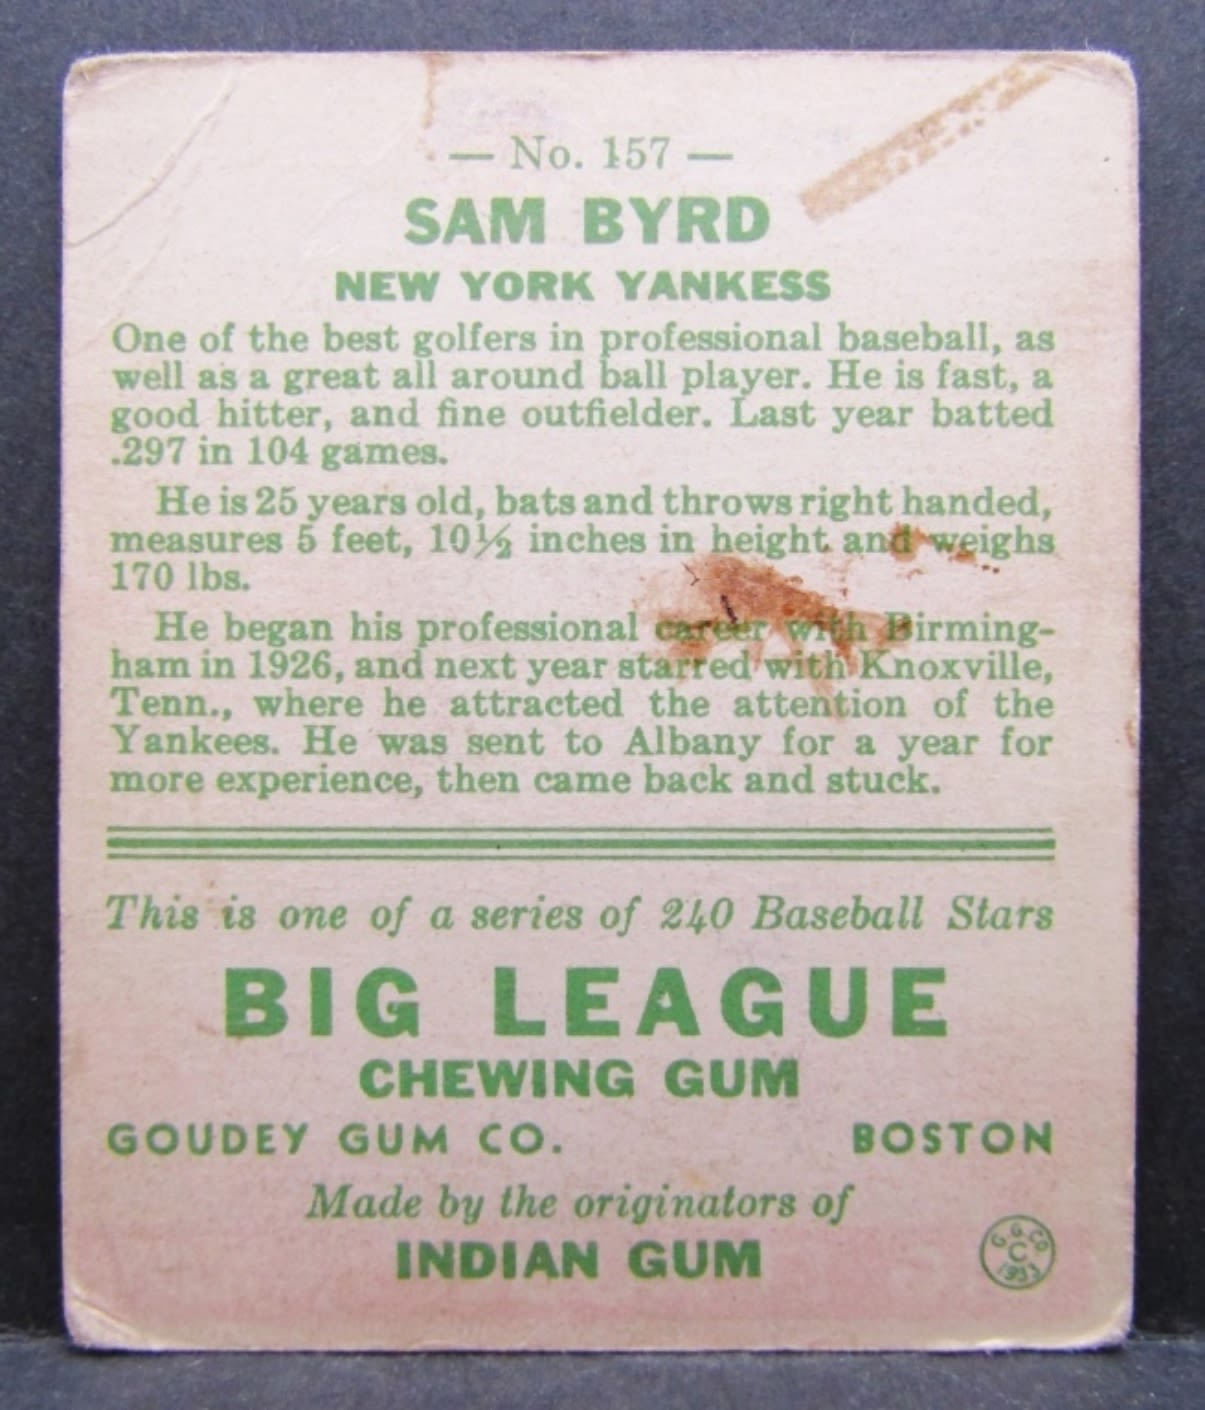 — No. 157 —
SAM BYRD
NEW YORK YANKESS
One of the best golfers in professional baseball, as
well as a great all around ball player. He is fast, a
good hitter, and fine outfielder. Last year batted
.297 in 104 games.
He is 25 years old, bats and throws right handed,
measures 5 feet, 10½ inches in height and weighs
170 lbs.
He began his professional career with Birming-
ham in 1926, and next year starred with Knoxville,
Tenn., where he attracted the attention of the
Yankees. He was sent to Albany for a year for
more experience, then came back and stuck.
This is one of a series of 240 Baseball Stars
BIG LEAGUE
CHEWING GUM
GOUDEY GUM CO. BOSTON
Made by the originators of
INDIAN GUM
G. G. CO
C
1933